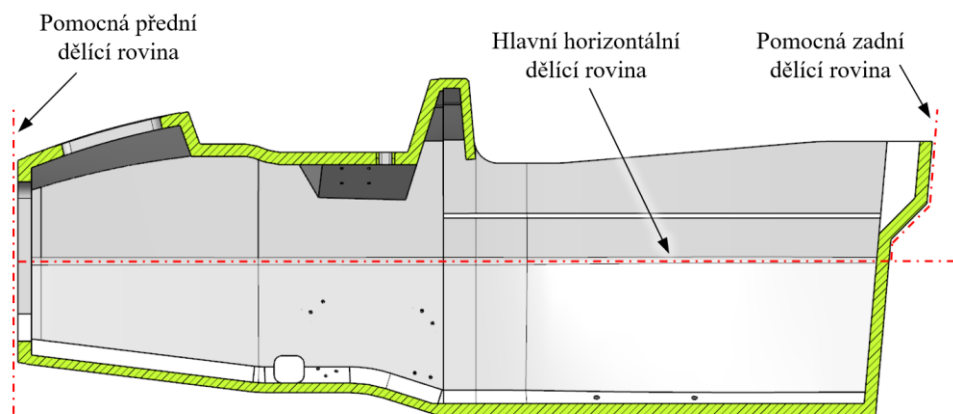 Pomocná přední
dělící rovina
Hlavní horizontální
dělící rovina
Pomocná zadní
dělící rovina